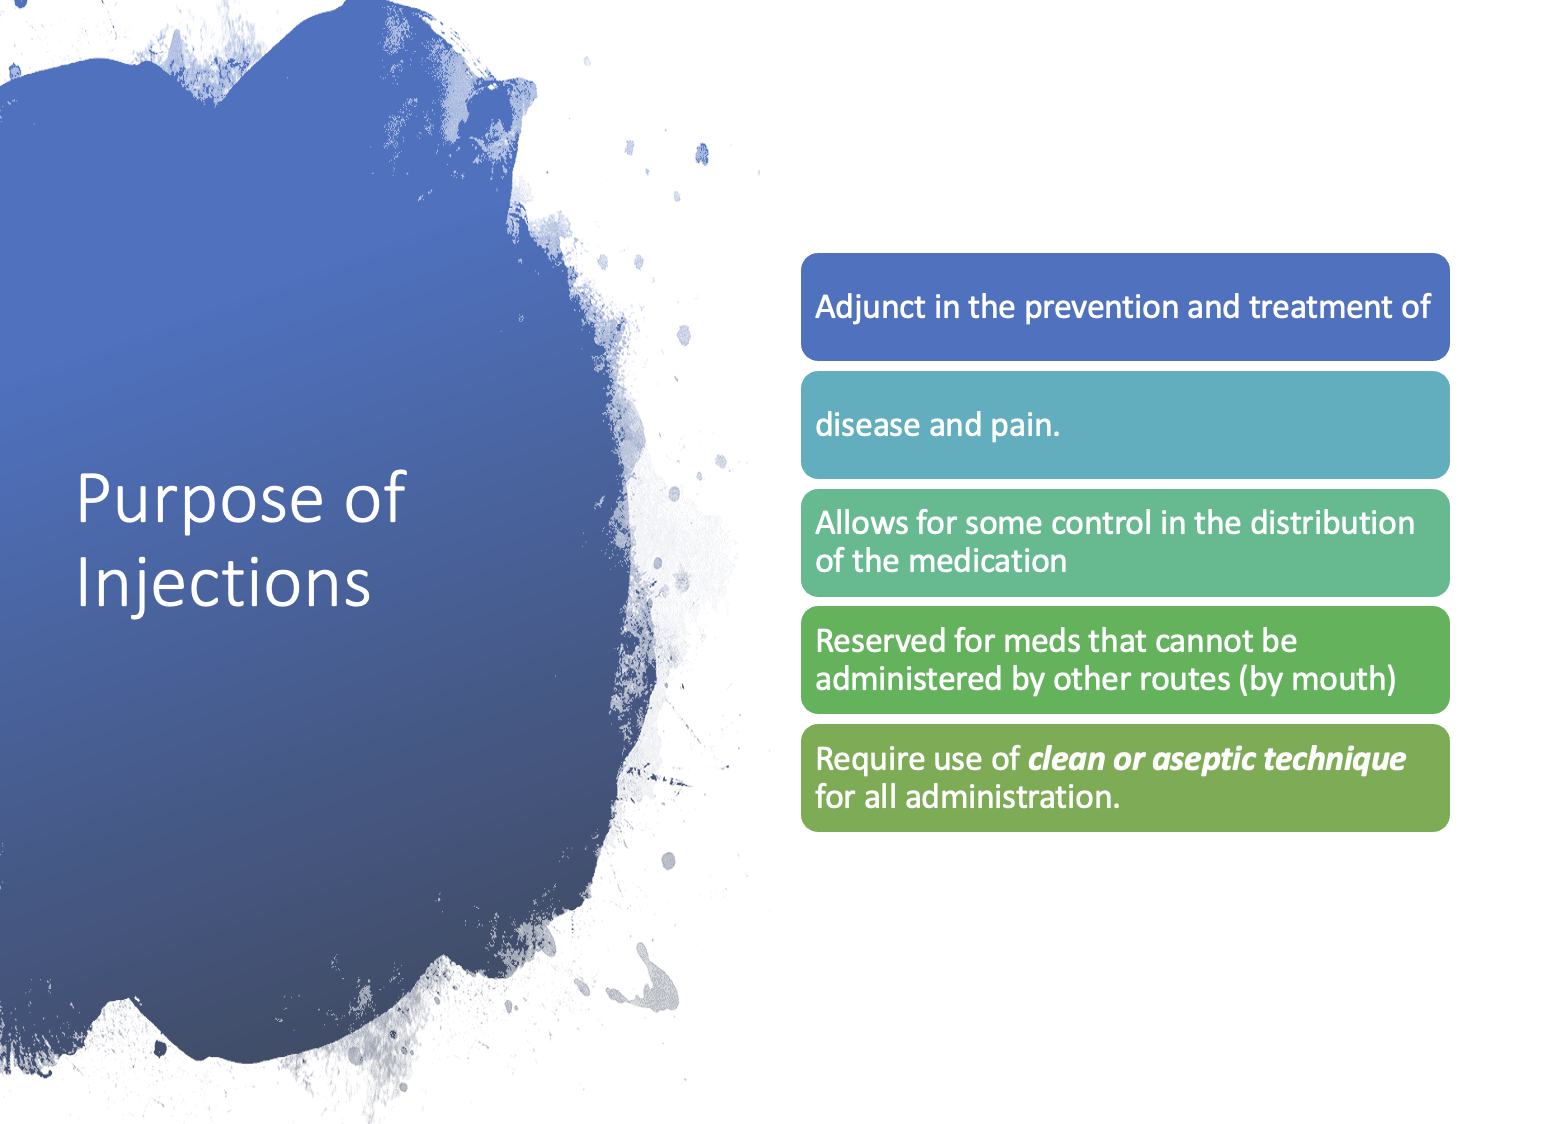 Purpose of
Injections
Adjunct in the prevention and treatment of
disease and pain.
Allows for some control in the distribution
of the medication
Reserved for meds that cannot be
administered by other routes (by mouth)
Require use of clean or aseptic technique
for all administration.